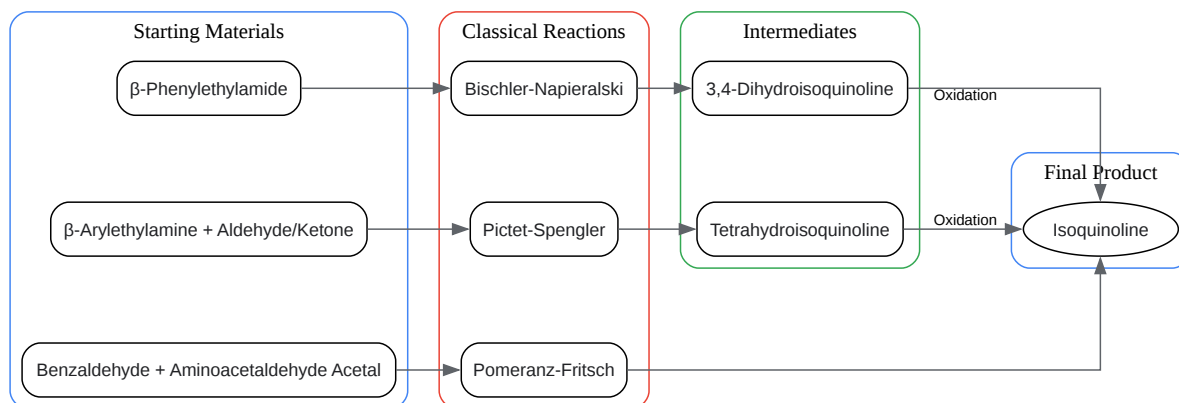 Starting Materials
Classical Reactions
Intermediates
β-Phenylethylamide
Bischler-Napieralski
3,4-Dihydroisoquinoline
Oxidation
Final Product
β-Arylethylamine + Aldehyde/Ketone
Pictet-Spengler
Tetrahydroisoquinoline
Oxidation
Isoquinoline
Benzaldehyde + Aminoacetaldehyde Acetal
Pomeranz-Fritsch